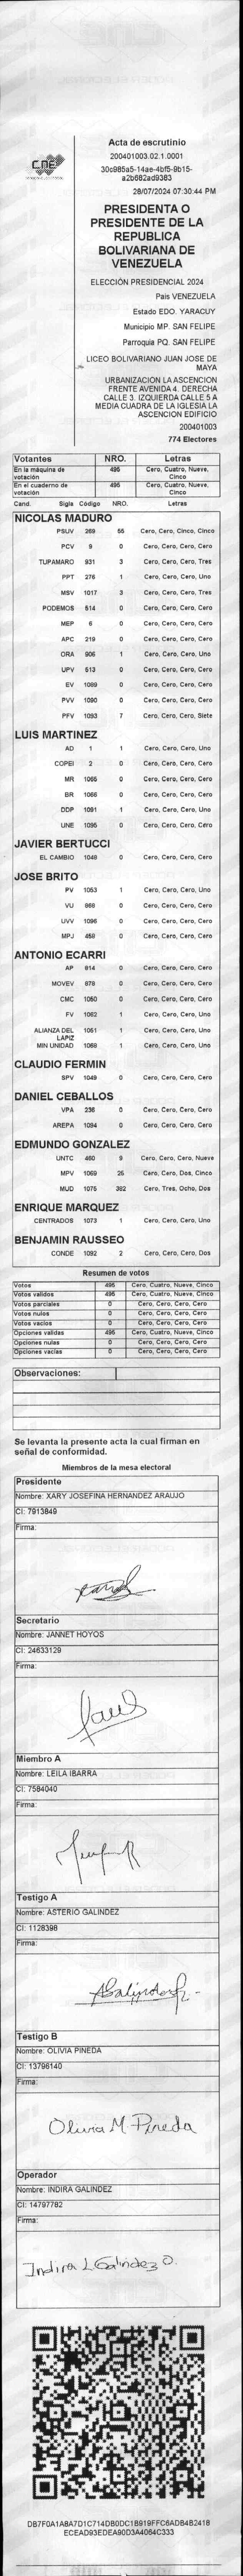 CNE
Acta de escrutinio
200401003.02.1.0001
30c985a5-14ae-4bf5-9b15-
a2b682ad9383
28/07/2024 07:30:44 PM
PRESIDENTA O
PRESIDENTE DE LA
REPUBLICA
BOLIVARIANA DE
VENEZUELA
ELECCIÓN PRESIDENCIAL 2024
Pais VENEZUELA
Estado EDO. YARACUY
Municipio MP. SAN FELIPE
Parroquia PQ. SAN FELIPE
LICEO BOLIVARIANO JUAN JOSE DE
MAYA
URBANIZACION LA ASCENCION
FRENTE AVENIDA 4. DERECHA
CALLE 3. IZQUIERDA CALLE 5 A
MEDIA CUADRA DE LA IGLESIA LA
ASCENCION EDIFICIO
200401003
774 Electores
Votantes NRO. Letras
En la máquina de votación 495 Cero, Cuatro, Nueve, Cinco
En el cuaderno de votación 495 Cero, Cuatro, Nueve, Cinco
Cand. Sigla Código NRO. Letras
NICOLAS MADURO
PSUV 269 55 Cero, Cero, Cinco, Cinco
PCV 9 0 Cero, Cero, Cero, Cero
TUPAMARO 931 3 Cero, Cero, Cero, Tres
PPT 276 1 Cero, Cero, Cero, Uno
MSV 1017 3 Cero, Cero, Cero, Tres
PODEMOS 514 0 Cero, Cero, Cero, Cero
MEP 6 0 Cero, Cero, Cero, Cero
APC 219 0 Cero, Cero, Cero, Cero
ORA 906 1 Cero, Cero, Cero, Uno
UPV 513 0 Cero, Cero, Cero, Cero
EV 1089 0 Cero, Cero, Cero, Cero
PVV 1090 0 Cero, Cero, Cero, Cero
PFV 1093 7 Cero, Cero, Cero, Siete
LUIS MARTINEZ
AD 1 1 Cero, Cero, Cero, Uno
COPEI 2 0 Cero, Cero, Cero, Cero
MR 1065 0 Cero, Cero, Cero, Cero
BR 1066 0 Cero, Cero, Cero, Cero
DDP 1091 1 Cero, Cero, Cero, Uno
UNE 1095 0 Cero, Cero, Cero, Cero
JAVIER BERTUCCI
EL CAMBIO 1048 0 Cero, Cero, Cero, Cero
JOSE BRITO
PV 1053 1 Cero, Cero, Cero, Uno
VU 868 0 Cero, Cero, Cero, Cero
UVV 1096 0 Cero, Cero, Cero, Cero
MPJ 458 0 Cero, Cero, Cero, Cero
ANTONIO ECARRI
AP 814 0 Cero, Cero, Cero, Cero
MOVEV 878 0 Cero, Cero, Cero, Cero
CMC 1050 0 Cero, Cero, Cero, Cero
FV 1062 1 Cero, Cero, Cero, Uno
ALIANZA DEL LAPIZ 1051 1 Cero, Cero, Cero, Uno
MIN UNIDAD 1068 1 Cero, Cero, Cero, Uno
CLAUDIO FERMIN
SPV 1049 0 Cero, Cero, Cero, Cero
DANIEL CEBALLOS
VPA 236 0 Cero, Cero, Cero, Cero
AREPA 1094 0 Cero, Cero, Cero, Cero
EDMUNDO GONZALEZ
UNTC 460 9 Cero, Cero, Cero, Nueve
MPV 1069 25 Cero, Cero, Dos, Cinco
MUD 1075 382 Cero, Tres, Ocho, Dos
ENRIQUE MARQUEZ
CENTRADOS 1073 1 Cero, Cero, Cero, Uno
BENJAMIN RAUSSEO
CONDE 1092 2 Cero, Cero, Cero, Dos
Resumen de votos
Votos 495 Cero, Cuatro, Nueve, Cinco
Votos validos 495 Cero, Cuatro, Nueve, Cinco
Votos parciales 0 Cero, Cero, Cero, Cero
Votos nulos 0 Cero, Cero, Cero, Cero
Votos vacios 0 Cero, Cero, Cero, Cero
Opciones validas 495 Cero, Cuatro, Nueve, Cinco
Opciones nulas 0 Cero, Cero, Cero, Cero
Opciones vacias 0 Cero, Cero, Cero, Cero
Observaciones:
Se levanta la presente acta la cual firman en
señal de conformidad.
Miembros de la mesa electoral
Presidente
Nombre: XARY JOSEFINA HERNANDEZ ARAUJO
CI: 7913849
Firma:
Secretario
Nombre: JANNET HOYOS
CI: 24633129
Firma:
Miembro A
Nombre: LEILA IBARRA
CI: 7584040
Firma:
Testigo A
Nombre: ASTERIO GALINDEZ
CI: 1128398
Firma:
AGalindez
Testigo B
Nombre: OLIVIA PINEDA
CI: 13796140
Firma:
Olivia M Pineda
Operador
Nombre: INDIRA GALINDEZ
CI: 14797782
Firma:
Indira L Galindez O.
DB7F0A1A8A7D1C714DB0DC1B919FFC6ADB4B2418
ECEAD93EDEA90D3A4064C333